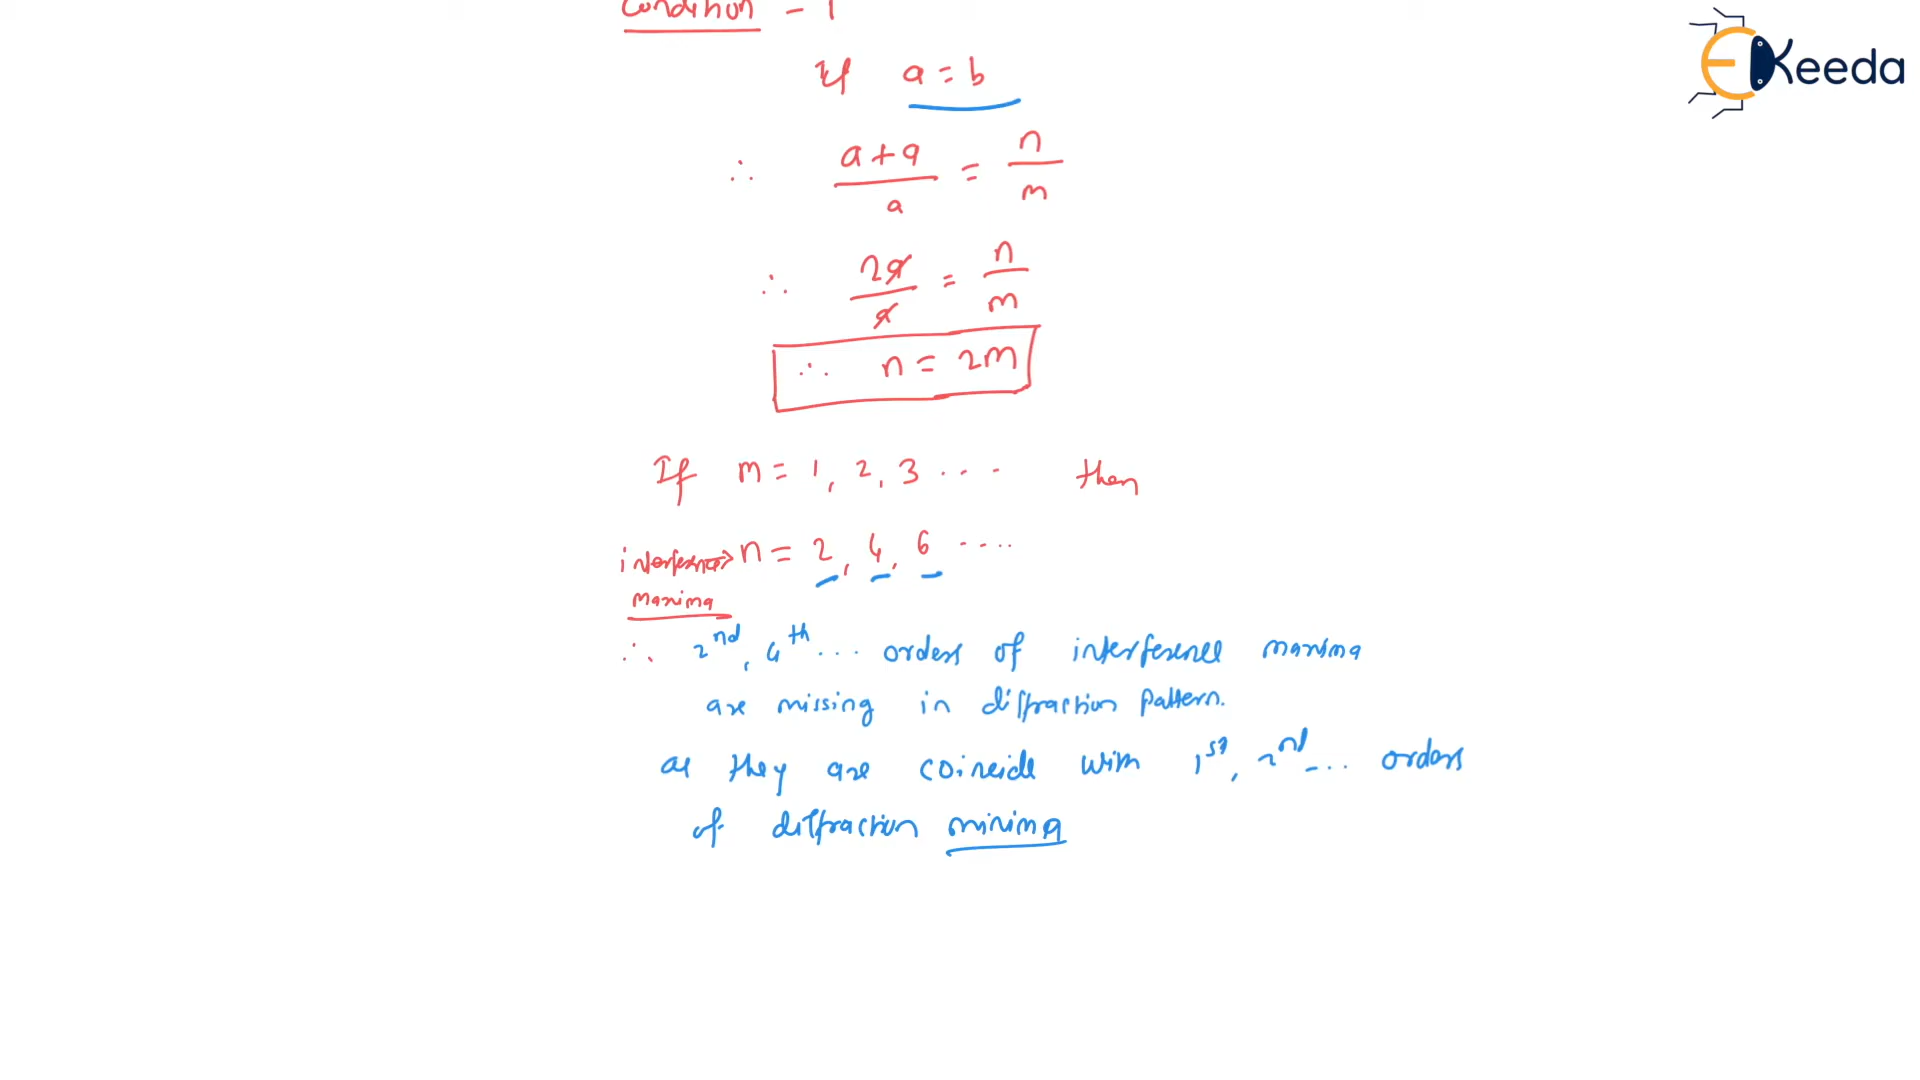 Condition - 1
EKeeda
If a = b
∴ a+a / a = n / m
∴ 2a / a = n / m
∴ n = 2m
If m = 1, 2, 3 .... then
interference → n = 2, 4, 6 ....
maxima
∴ 2nd, 4th ... orders of interference maxima
are missing in diffraction pattern.
as they are coincide with 1st, 2nd ... orders
of diffraction minima